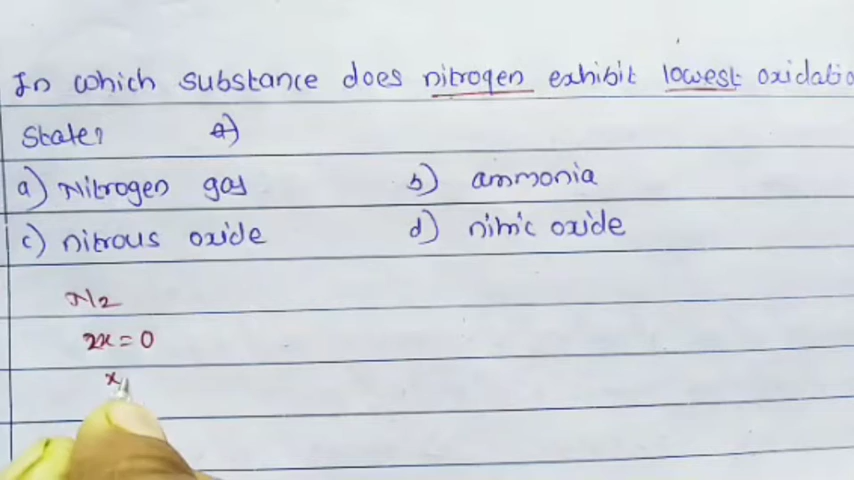 In which substance does nitrogen exhibit lowest oxidatio
State? a)
a) Nitrogen gas b) ammonia
c) nitrous oxide d) nitric oxide
N2
2x = 0
x